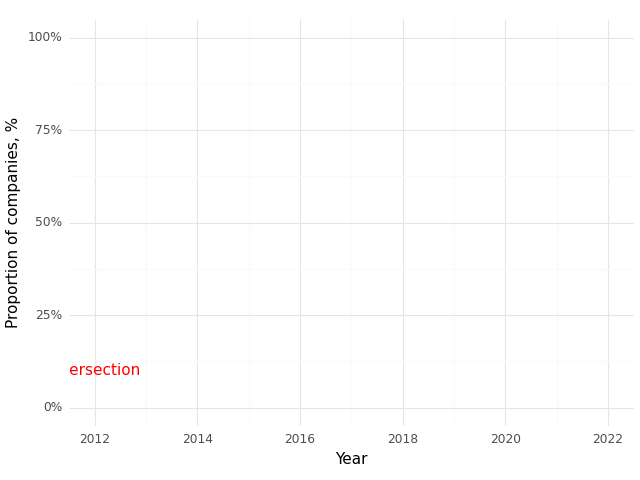 100%
75%
50%
25%
0%
Proportion of companies, %
ersection
2012 2014 2016 2018 2020 2022
Year